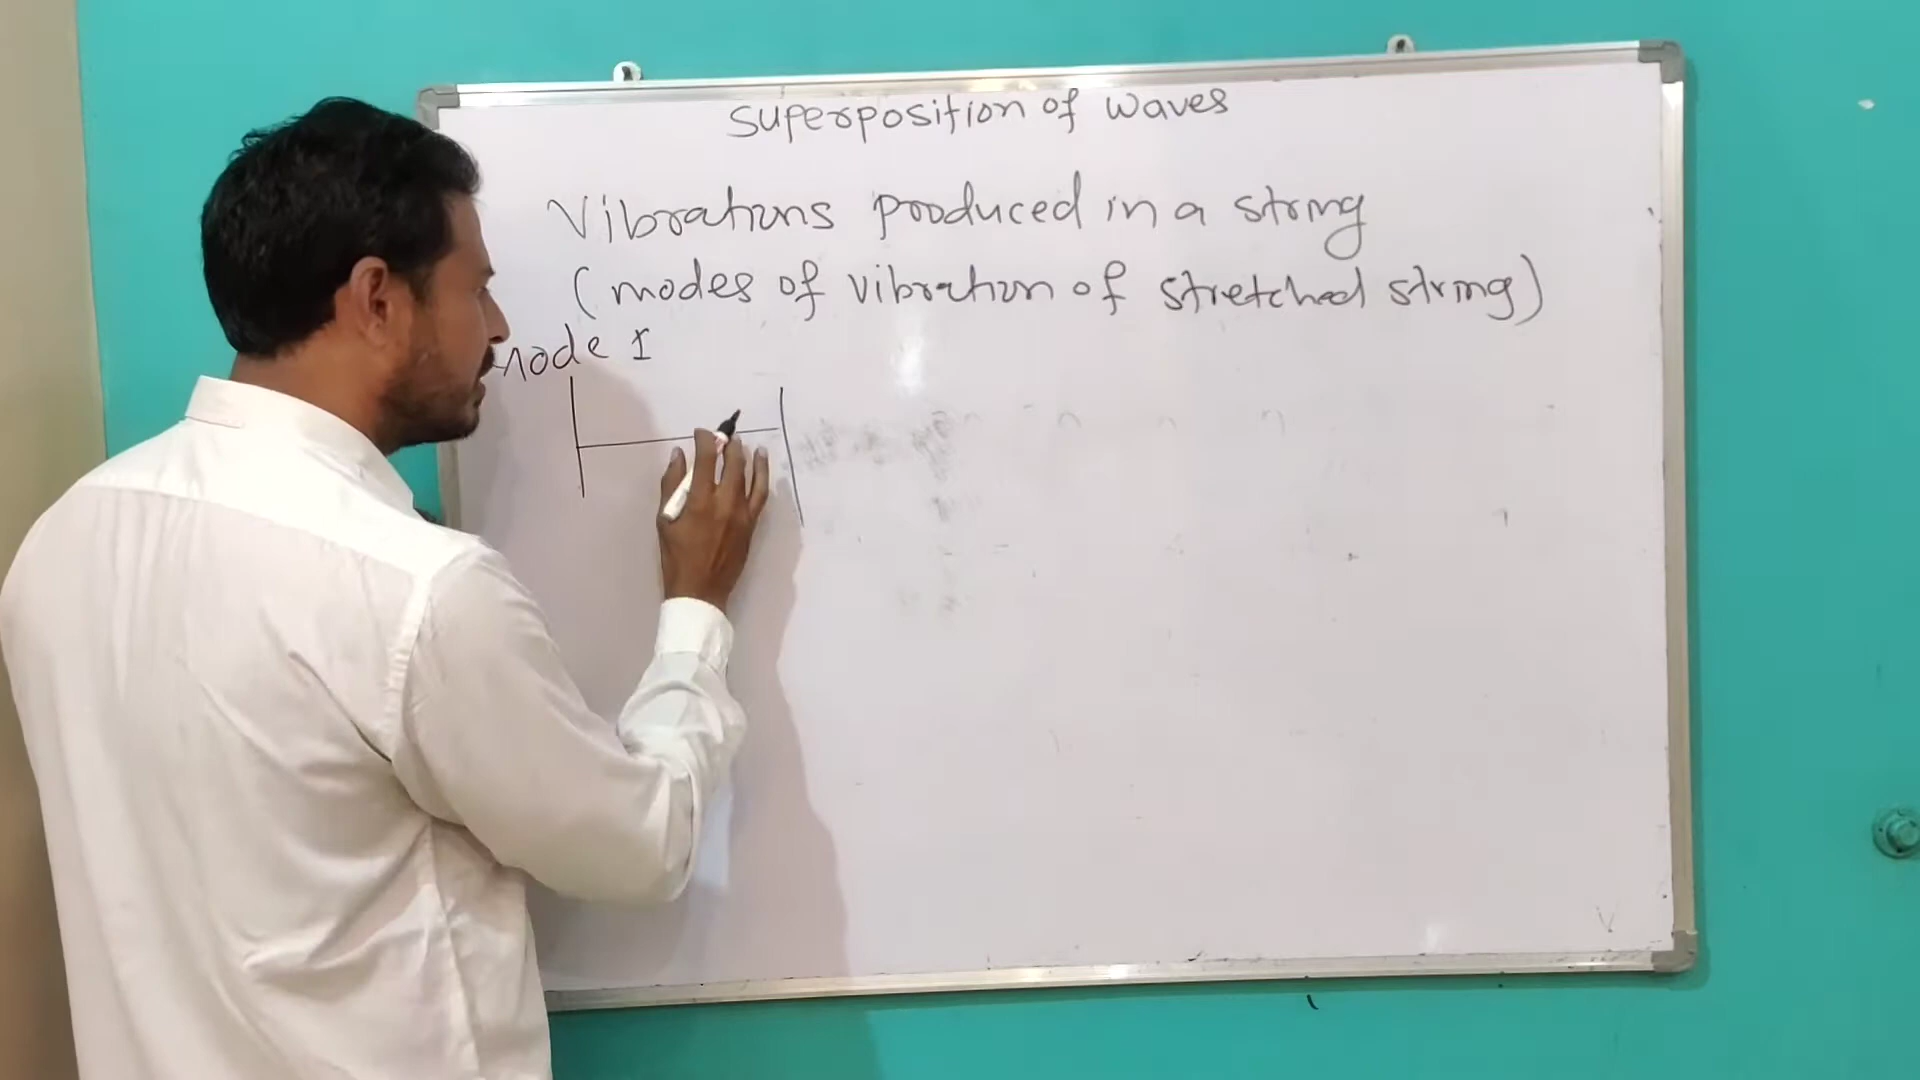 Superposition of waves
Vibrations produced in a string
(modes of vibration of stretched string)
mode I